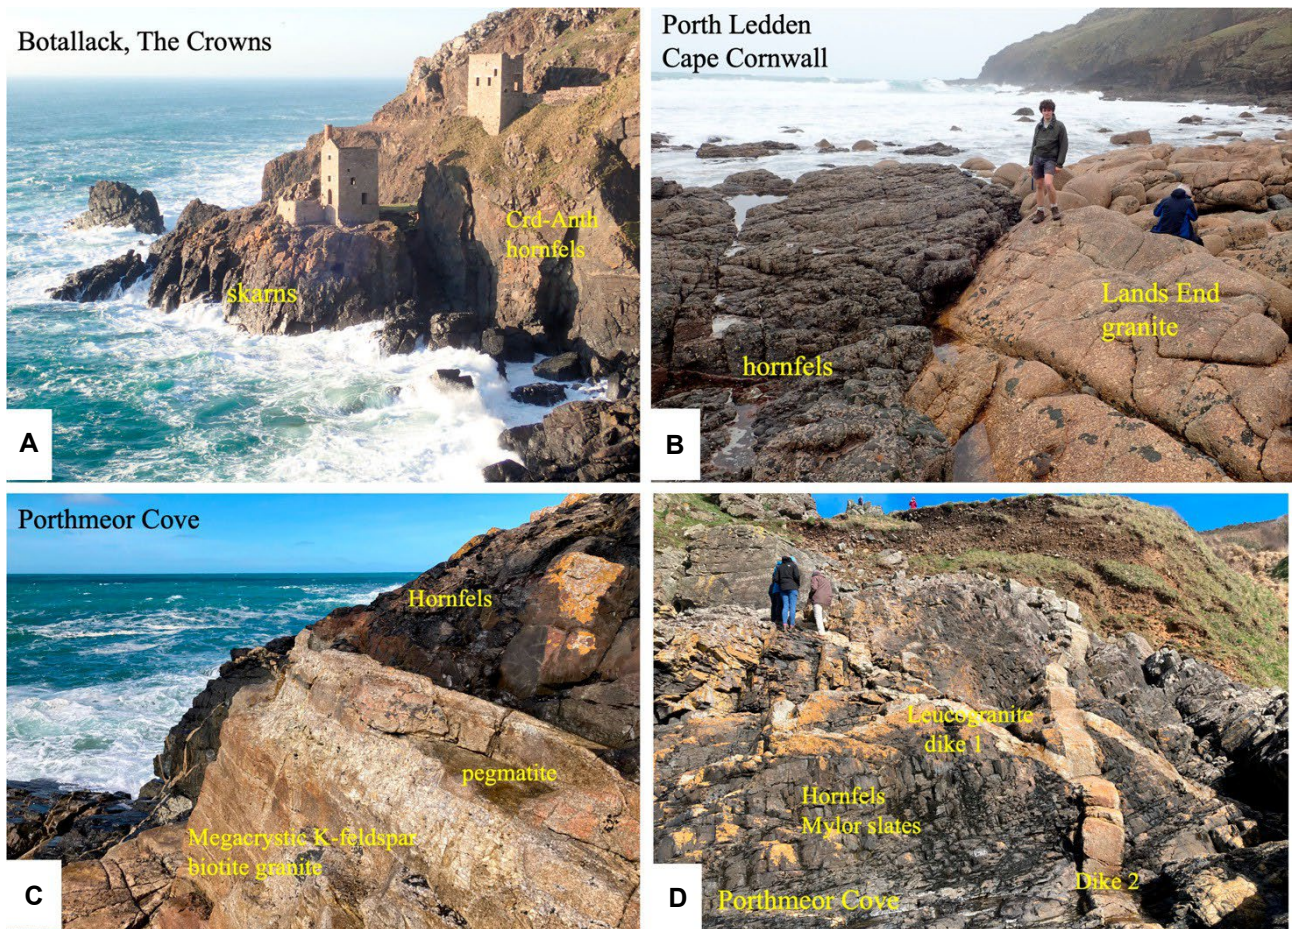 Botallack, The Crowns
Crd-Anth
hornfels
skarns
A
Porth Ledden
Cape Cornwall
Lands End
granite
hornfels
B
Porthmeor Cove
Hornfels
pegmatite
Megacrystic K-feldspar
biotite granite
C
Leucogranite
dike 1
Hornfels
Mylor slates
Dike 2
Porthmeor Cove
D